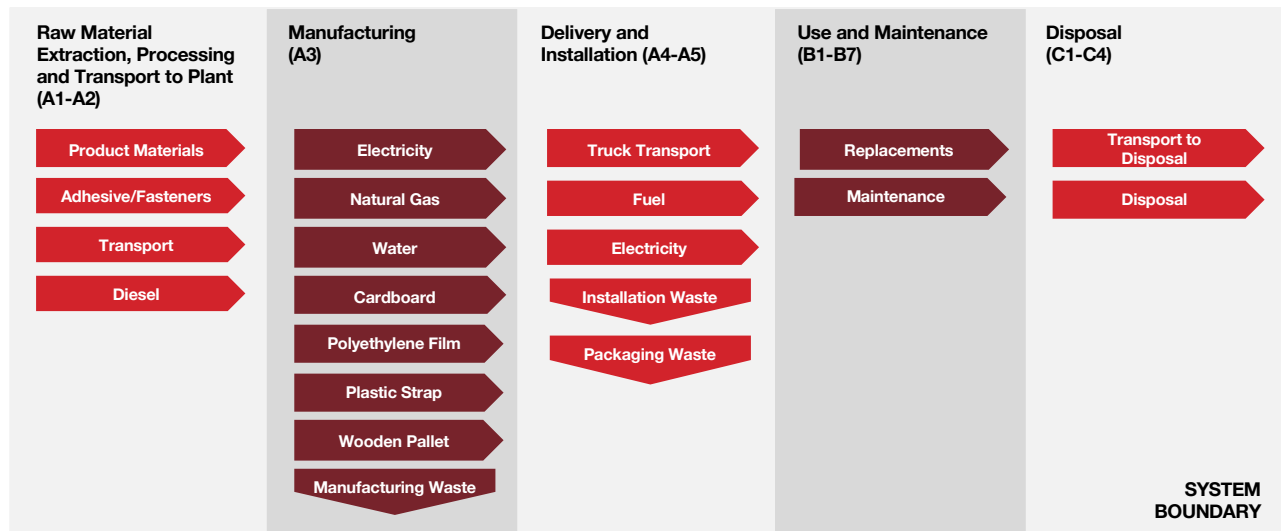 Raw Material
Extraction, Processing
and Transport to Plant
(A1-A2)
Product Materials
Adhesive/Fasteners
Transport
Diesel
Manufacturing
(A3)
Electricity
Natural Gas
Water
Cardboard
Polyethylene Film
Plastic Strap
Wooden Pallet
Manufacturing Waste
Delivery and
Installation (A4-A5)
Truck Transport
Fuel
Electricity
Installation Waste
Packaging Waste
Use and Maintenance
(B1-B7)
Replacements
Maintenance
Disposal
(C1-C4)
Transport to
Disposal
Disposal
SYSTEM
BOUNDARY